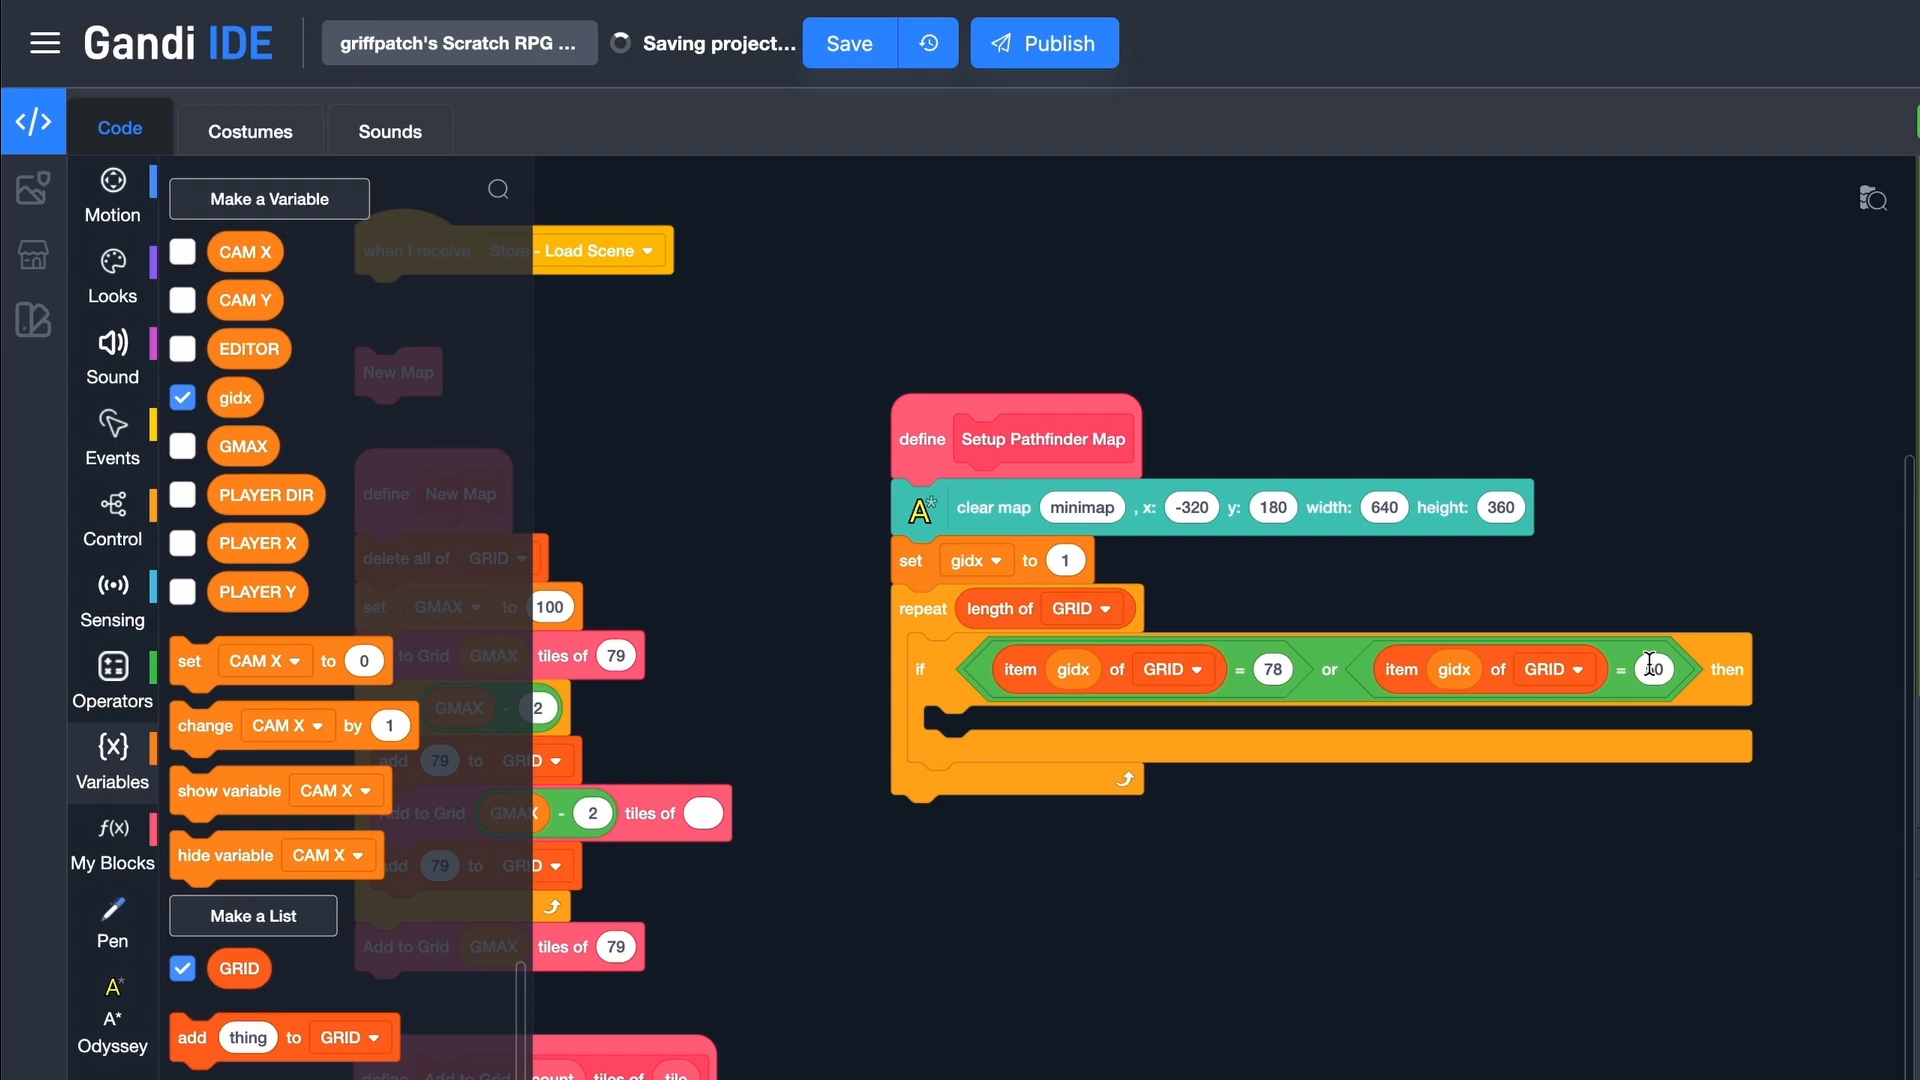 Gandi IDE
griffpatch's Scratch RPG ...
Saving project...
Save
Publish
Code
Costumes
Sounds
Motion
Looks
Sound
Events
Control
Sensing
Operators
Variables
f(x)
My Blocks
Pen
A*
A*
Odyssey
Make a Variable
CAM X
CAM Y
EDITOR
gidx
GMAX
PLAYER DIR
PLAYER X
PLAYER Y
set CAM X to 0
change CAM X by 1
show variable CAM X
hide variable CAM X
Make a List
GRID
add thing to GRID
when I receive Store - Load Scene
New Map
define New Map
delete all of GRID
set GMAX to 100
to Grid GMAX tiles of 79
GMAX - 2
add 79 to GRID
Add to Grid GMAX - 2 tiles of
add 79 to GRID
Add to Grid GMAX tiles of 79
define Add to Grid count tiles of tile
define Setup Pathfinder Map
A* clear map minimap , x: -320 y: 180 width: 640 height: 360
set gidx to 1
repeat length of GRID
if item gidx of GRID = 78 or item gidx of GRID = then